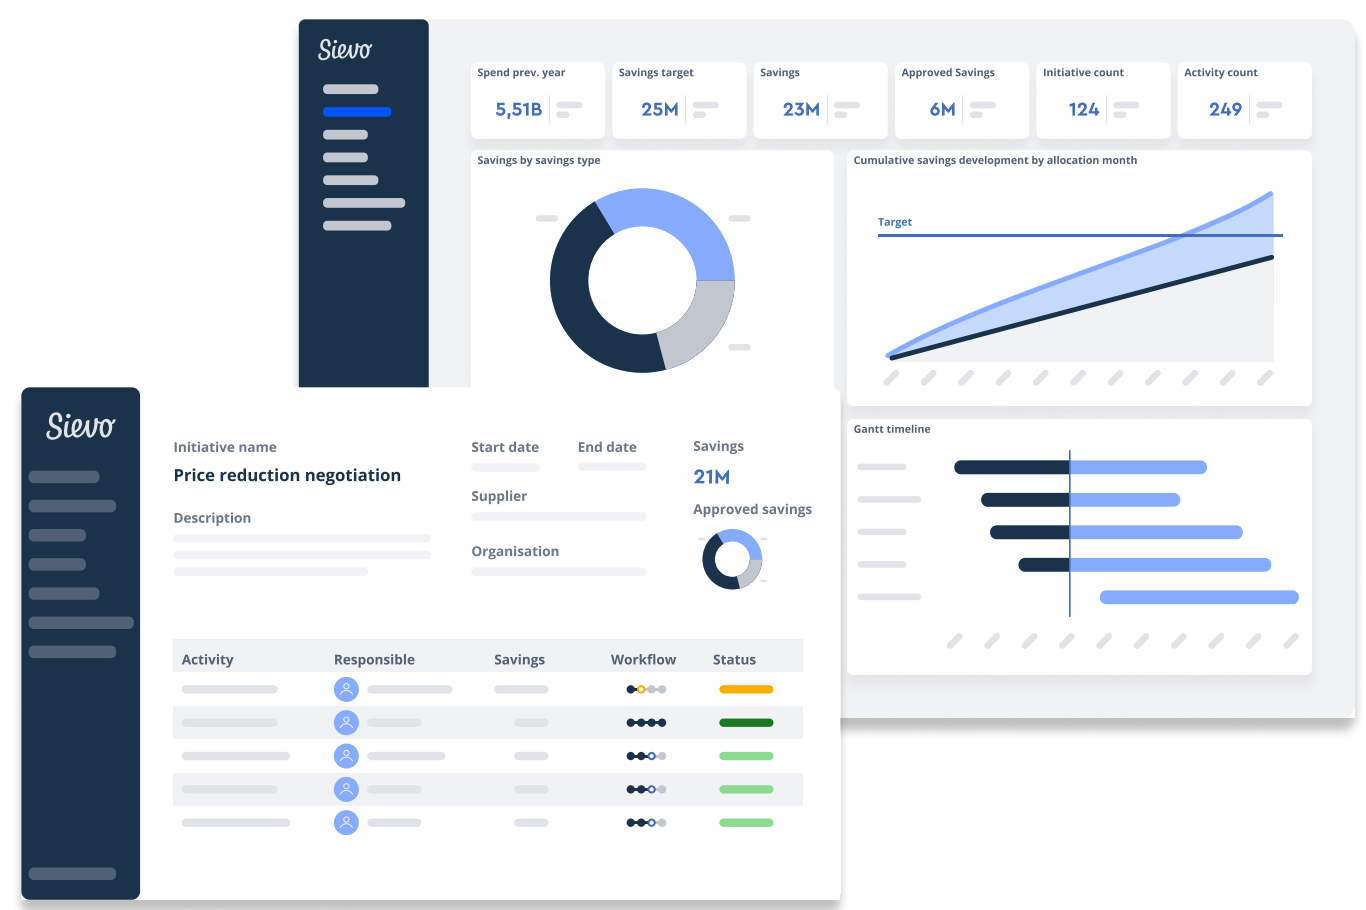 Sievo
Spend prev. year
5,51B
Savings target
25M
Savings
23M
Approved Savings
6M
Initiative count
124
Activity count
249
Savings by savings type
Cumulative savings development by allocation month
Target
Gantt timeline
Sievo
Initiative name
Price reduction negotiation
Description
Start date
End date
Supplier
Organisation
Savings
21M
Approved savings
Activity Responsible Savings Workflow Status